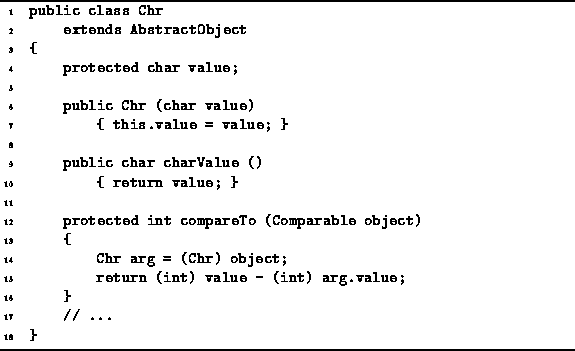 1 public class Chr
2 extends AbstractObject
3 {
4 protected char value;
5
6 public Chr (char value)
7 { this.value = value; }
8
9 public char charValue ()
10 { return value; }
11
12 protected int compareTo (Comparable object)
13 {
14 Chr arg = (Chr) object;
15 return (int) value - (int) arg.value;
16 }
17 // ...
18 }